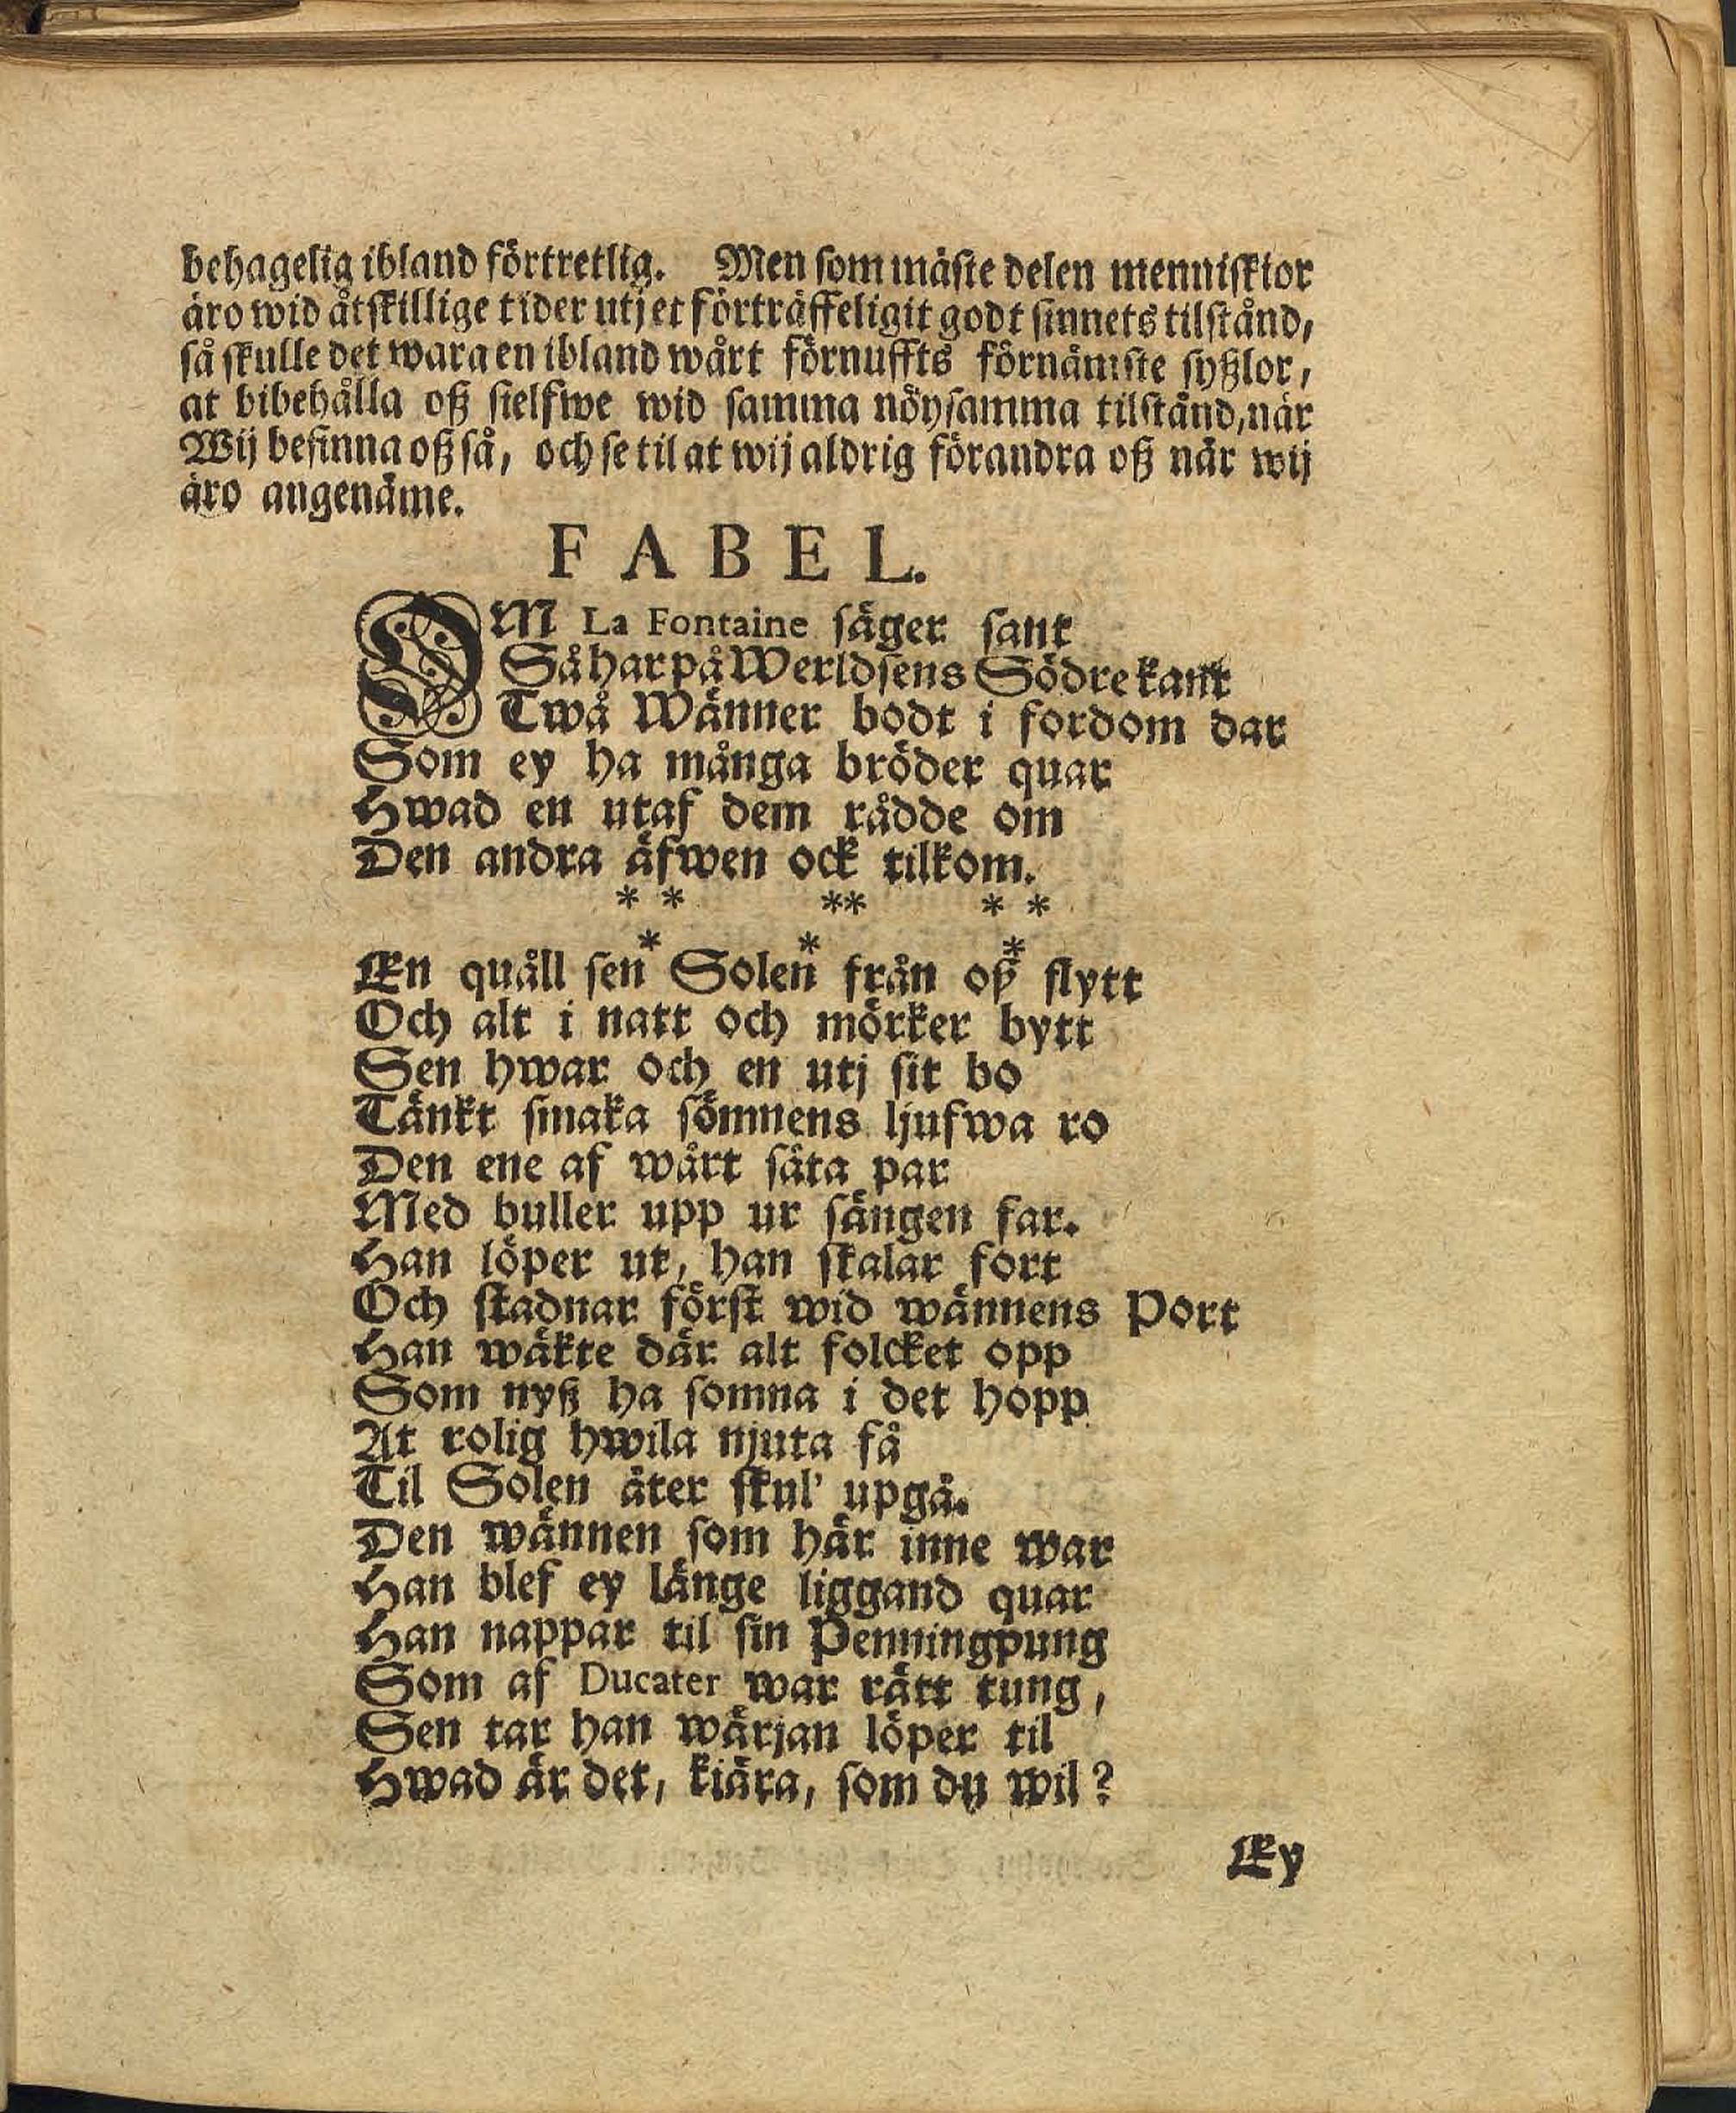 behagelig ibland förtretlig. Men som mäste delen menniskior
äro wid åtskillige tider utj et förträffeligit godt sinnets tilstånd,
så skulle det wara en ibland wårt förnuffts förnämste syßlor,
at bibehålla oß sielfwe wid samma nöysamma tilstånd, när
Wij befinna oß så, och se til at wij aldrig förandra oß när wij
äro angenäme.
FABEL.
OM La Fontaine säger sant
Så har på Werldsens Södre kant
Twå Wänner bodt i fordom dar
Som ey ha många bröder quar
Hwad en utaf dem rådde om
Den andra äfwen ock tilkom.
* * ** * *
* * *
En quåll sen Solen från oß flytt
Och alt i natt och mörker bytt
Sen hwar och en utj sit bo
Tänkt smaka sömnens ljufwa ro
Den ene af wårt säta par
Med buller upp ur sängen far.
Han löper ut, han skalar fort
Och stadnar först wid wännens Port
Han wäkte där alt folcket opp
Som nyß ha somna i det hopp
At rolig hwila njuta få
Til Solen åter skul' upgå.
Den wännen som här inne war
Han blef ey länge liggand quar
Han nappar til sin Penningpung
Som af Ducater war rätt tung,
Sen tar han wärjan löper til
Hwad är det, kiära, som du wil?
Ey